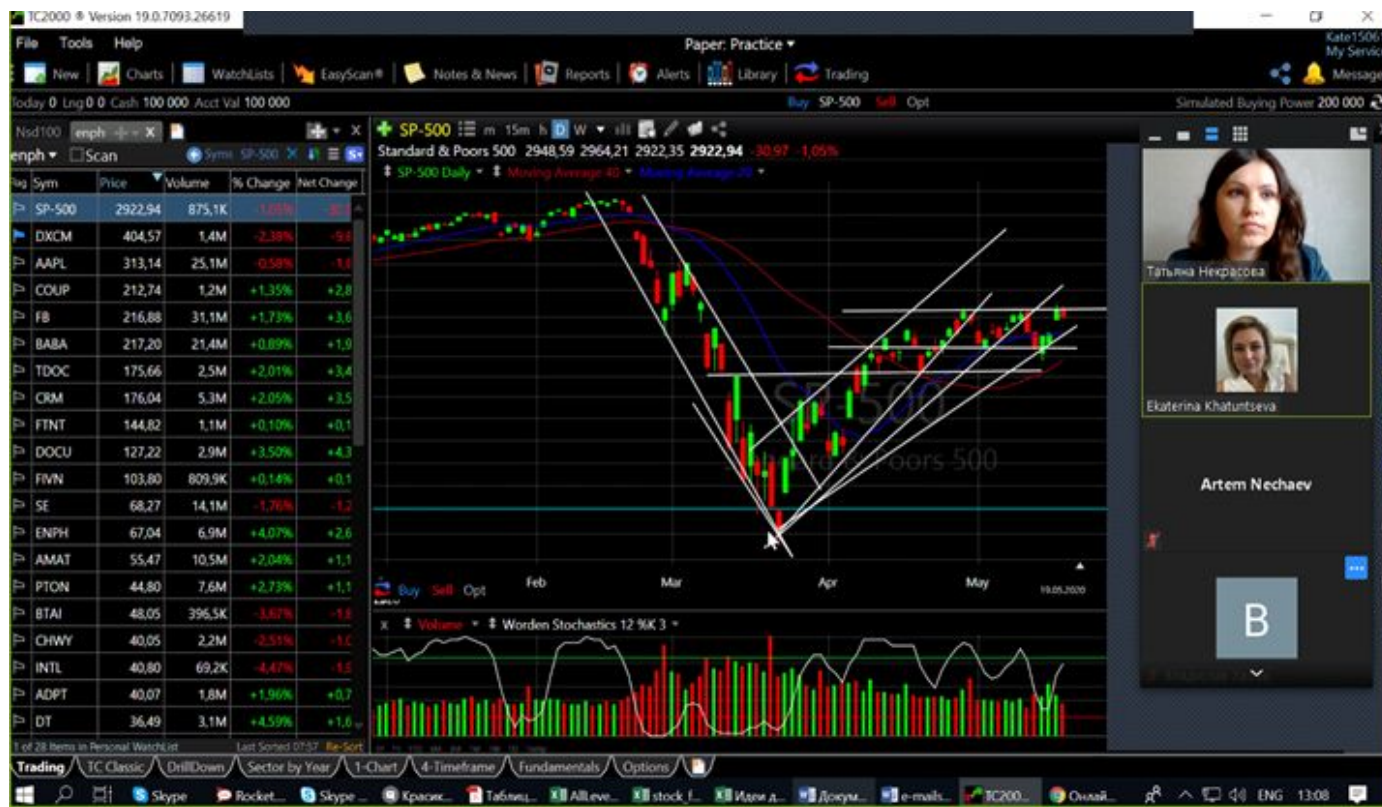 TC2000 ® Version 19.0.7093.26619
File Tools Help
Paper: Practice
Kate1506
My Servic
New Charts WatchLists EasyScan® Notes & News Reports Alerts Library Trading
Message
Today 0 Lng 0 0 Cash 100 000 Acct Val 100 000
Buy SP-500 Sell Opt
Simulated Buying Power 200 000
Nsd100 enph
enph Scan
SP-500
Flag Sym Price Volume % Change Net Change
SP-500 2922,94 875,1K
DXCM 404,57 1,4M -2,38%
AAPL 313,14 25,1M -0,58%
COUP 212,74 1,2M +1,35% +2,8
FB 216,88 31,1M +1,73% +3,6
BABA 217,20 21,4M +0,89% +1,9
TDOC 175,66 2,5M +2,01% +3,4
CRM 176,04 5,3M +2,05% +3,5
FTNT 144,82 1,1M +0,10% +0,1
DOCU 127,22 2,9M +3,50% +4,3
FIVN 103,80 809,9K +0,14% +0,1
SE 68,27 14,1M -1,76%
ENPH 67,04 6,9M +4,07% +2,6
AMAT 55,47 10,5M +2,04% +1,1
PTON 44,80 7,6M +2,73% +1,1
BTAI 48,05 396,5K -3,67%
CHWY 40,05 2,2M -2,51%
INTL 40,80 69,2K -4,47%
ADPT 40,07 1,8M +1,96% +0,7
DT 36,49 3,1M +4,59% +1,6
1 of 28 Items in Personal WatchList Last Sorted 07:57 Re-Sort
SP-500 m 15m h D W
Standard & Poors 500 2948,59 2964,21 2922,35 2922,94 -30,97 -1,05%
SP-500 Daily Moving Average 40 Moving Average 20
SP-500
Standard & Poors 500
Buy Sell Opt
Feb Mar Apr May 19.05.2020
x Volume Worden Stochastics 12 %K 3
Татьяна Некрасова
Ekaterina Khatuntseva
Artem Nechaev
B
Trading TC Classic DrillDown Sector by Year 1-Chart 4-Timeframe Fundamentals Options
Skype Rocket... Skype ... Красик... Таблиц... AllLeve... stock_f... Идеи д... Докум... e-mails... TC2000... Онлай... ENG 13:08